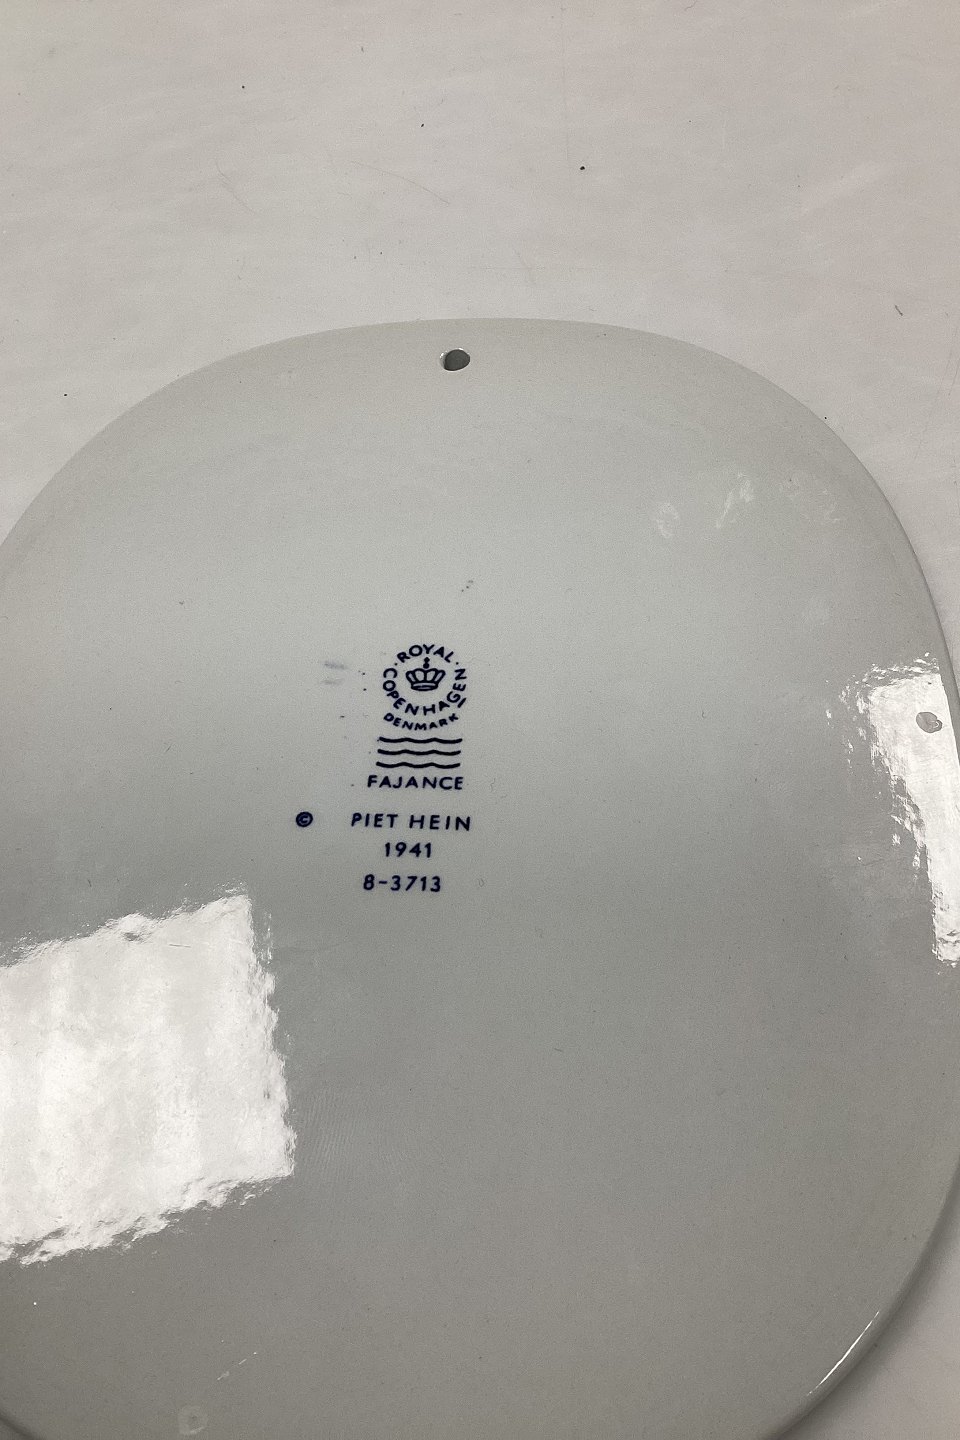 ROYAL
COPENHAGEN
DENMARK
FAJANCE
© PIET HEIN
1941
8-3713